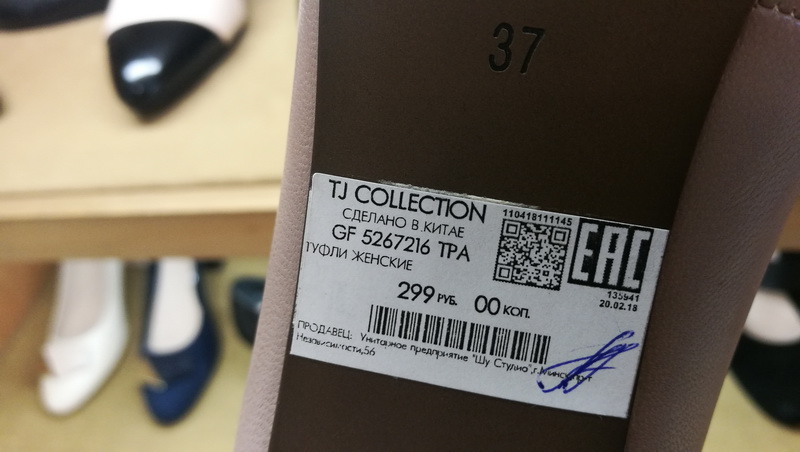 37
TJ COLLECTION
СДЕЛАНО В КИТАЕ
GF 5267216 TPA
ТУФЛИ ЖЕНСКИЕ
110418111145
EAC
135941
20.02.18
299 РУБ. 00 КОП.
ПРОДАВЕЦ: Унитарное предприятие "Шу Студио",г.Минск,
Независимости,56